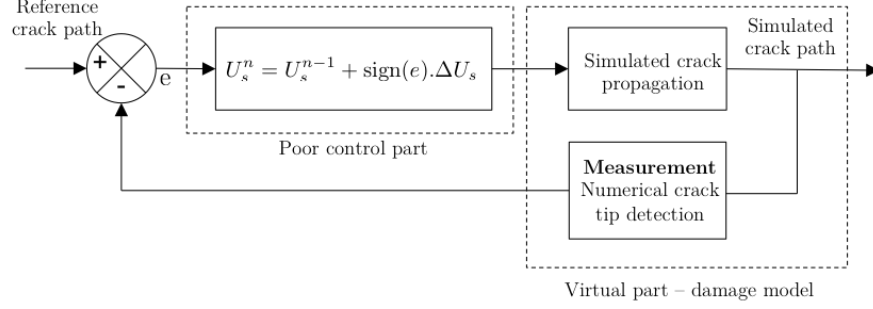 Reference
crack path
+
-
e
U_s^n = U_s^{n-1} + sign(e).ΔU_s
Poor control part
Simulated crack
propagation
Simulated
crack path
Measurement
Numerical crack
tip detection
Virtual part – damage model